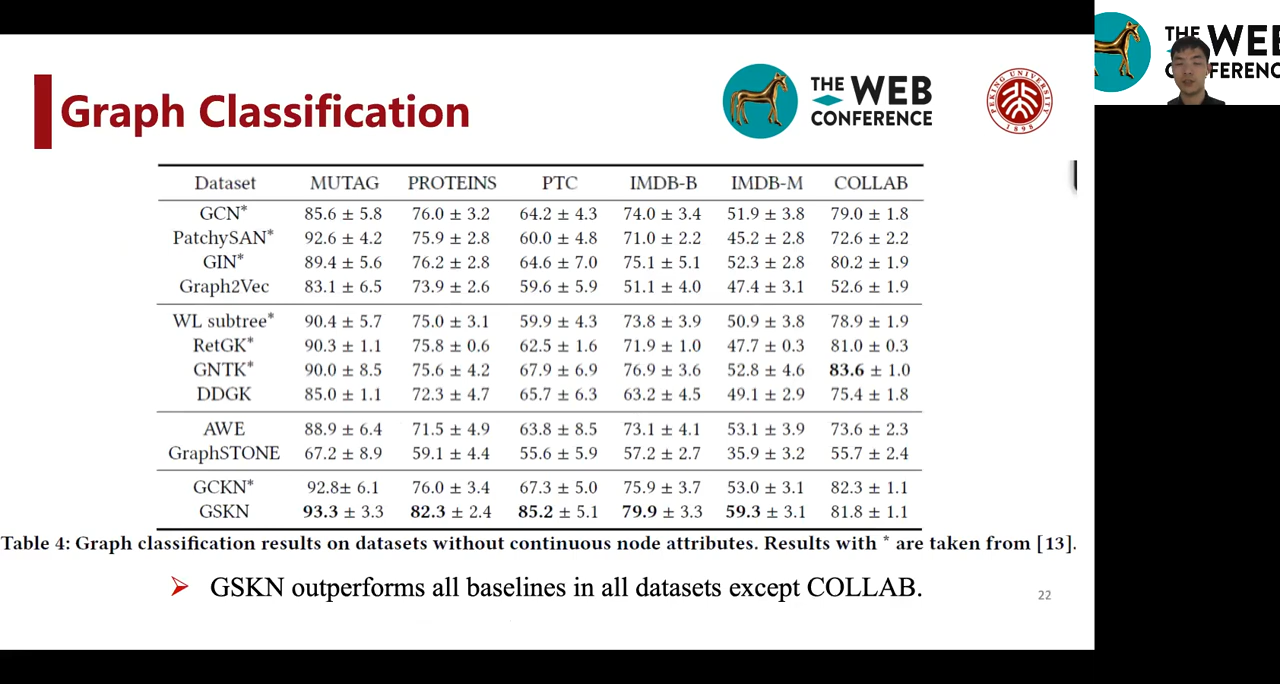 Graph Classification
THE WEB
CONFERENCE
PEKING UNIVERSITY
1898
THE WEB
CONFERENC
Dataset MUTAG PROTEINS PTC IMDB-B IMDB-M COLLAB
GCN* 85.6 ± 5.8 76.0 ± 3.2 64.2 ± 4.3 74.0 ± 3.4 51.9 ± 3.8 79.0 ± 1.8
PatchySAN* 92.6 ± 4.2 75.9 ± 2.8 60.0 ± 4.8 71.0 ± 2.2 45.2 ± 2.8 72.6 ± 2.2
GIN* 89.4 ± 5.6 76.2 ± 2.8 64.6 ± 7.0 75.1 ± 5.1 52.3 ± 2.8 80.2 ± 1.9
Graph2Vec 83.1 ± 6.5 73.9 ± 2.6 59.6 ± 5.9 51.1 ± 4.0 47.4 ± 3.1 52.6 ± 1.9
WL subtree* 90.4 ± 5.7 75.0 ± 3.1 59.9 ± 4.3 73.8 ± 3.9 50.9 ± 3.8 78.9 ± 1.9
RetGK* 90.3 ± 1.1 75.8 ± 0.6 62.5 ± 1.6 71.9 ± 1.0 47.7 ± 0.3 81.0 ± 0.3
GNTK* 90.0 ± 8.5 75.6 ± 4.2 67.9 ± 6.9 76.9 ± 3.6 52.8 ± 4.6 83.6 ± 1.0
DDGK 85.0 ± 1.1 72.3 ± 4.7 65.7 ± 6.3 63.2 ± 4.5 49.1 ± 2.9 75.4 ± 1.8
AWE 88.9 ± 6.4 71.5 ± 4.9 63.8 ± 8.5 73.1 ± 4.1 53.1 ± 3.9 73.6 ± 2.3
GraphSTONE 67.2 ± 8.9 59.1 ± 4.4 55.6 ± 5.9 57.2 ± 2.7 35.9 ± 3.2 55.7 ± 2.4
GCKN* 92.8± 6.1 76.0 ± 3.4 67.3 ± 5.0 75.9 ± 3.7 53.0 ± 3.1 82.3 ± 1.1
GSKN 93.3 ± 3.3 82.3 ± 2.4 85.2 ± 5.1 79.9 ± 3.3 59.3 ± 3.1 81.8 ± 1.1
Table 4: Graph classification results on datasets without continuous node attributes. Results with * are taken from [13].
➢ GSKN outperforms all baselines in all datasets except COLLAB.
22